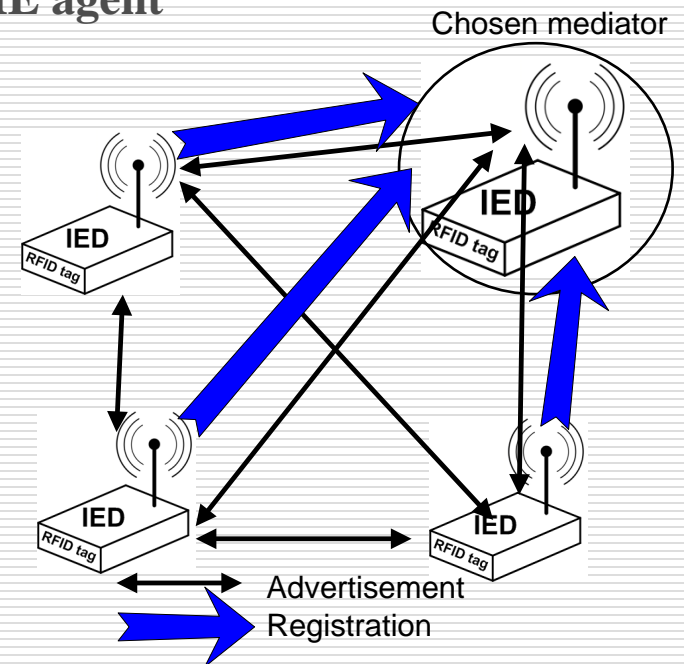 agent
Chosen mediator
IED
RFID tag
IED
RFID tag
IED
RFID tag
IED
RFID tag
Advertisement
Registration